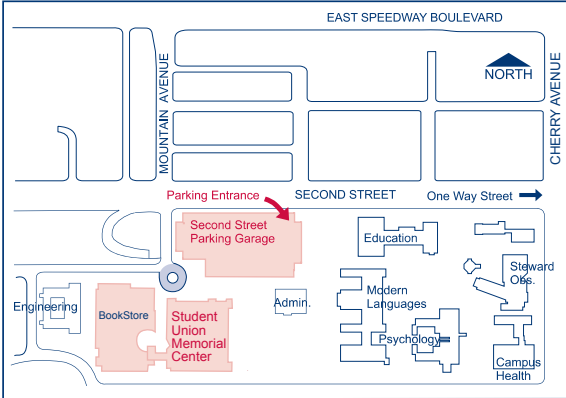 EAST SPEEDWAY BOULEVARD
NORTH
MOUNTAIN AVENUE
CHERRY AVENUE
Parking Entrance
SECOND STREET
One Way Street
Second Street
Parking Garage
Education
Steward
Obs.
Engineering
BookStore
Student
Union
Memorial
Center
Admin.
Modern
Languages
Psychology
Campus
Health